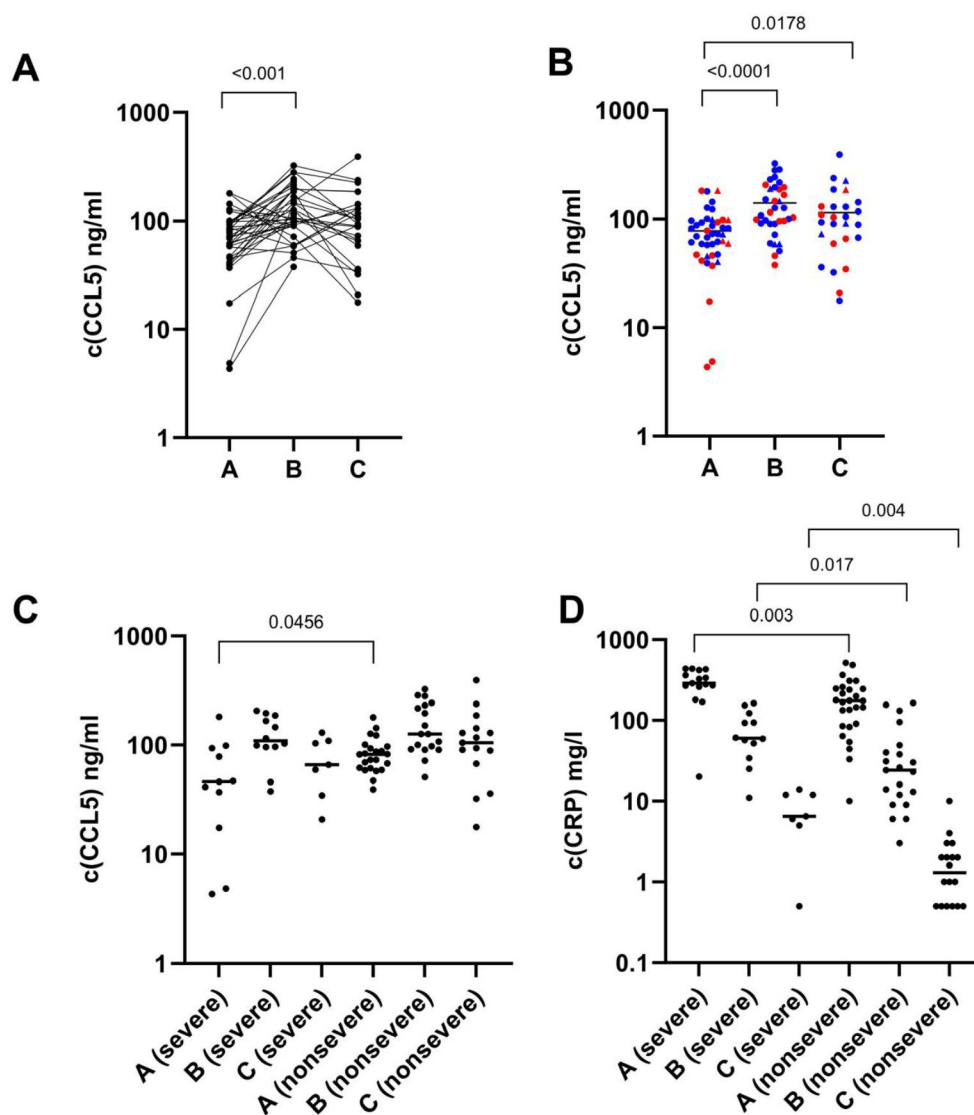 A
<0.001
c(CCL5) ng/ml
1000
100
10
1
A B C
B
0.0178
<0.0001
c(CCL5) ng/ml
1000
100
10
1
A B C
C
0.0456
c(CCL5) ng/ml
1000
100
10
1
A (severe)
B (severe)
C (severe)
A (nonsevere)
B (nonsevere)
C (nonsevere)
D
0.004
0.017
0.003
c(CRP) mg/l
1000
100
10
1
0.1
A (severe)
B (severe)
C (severe)
A (nonsevere)
B (nonsevere)
C (nonsevere)